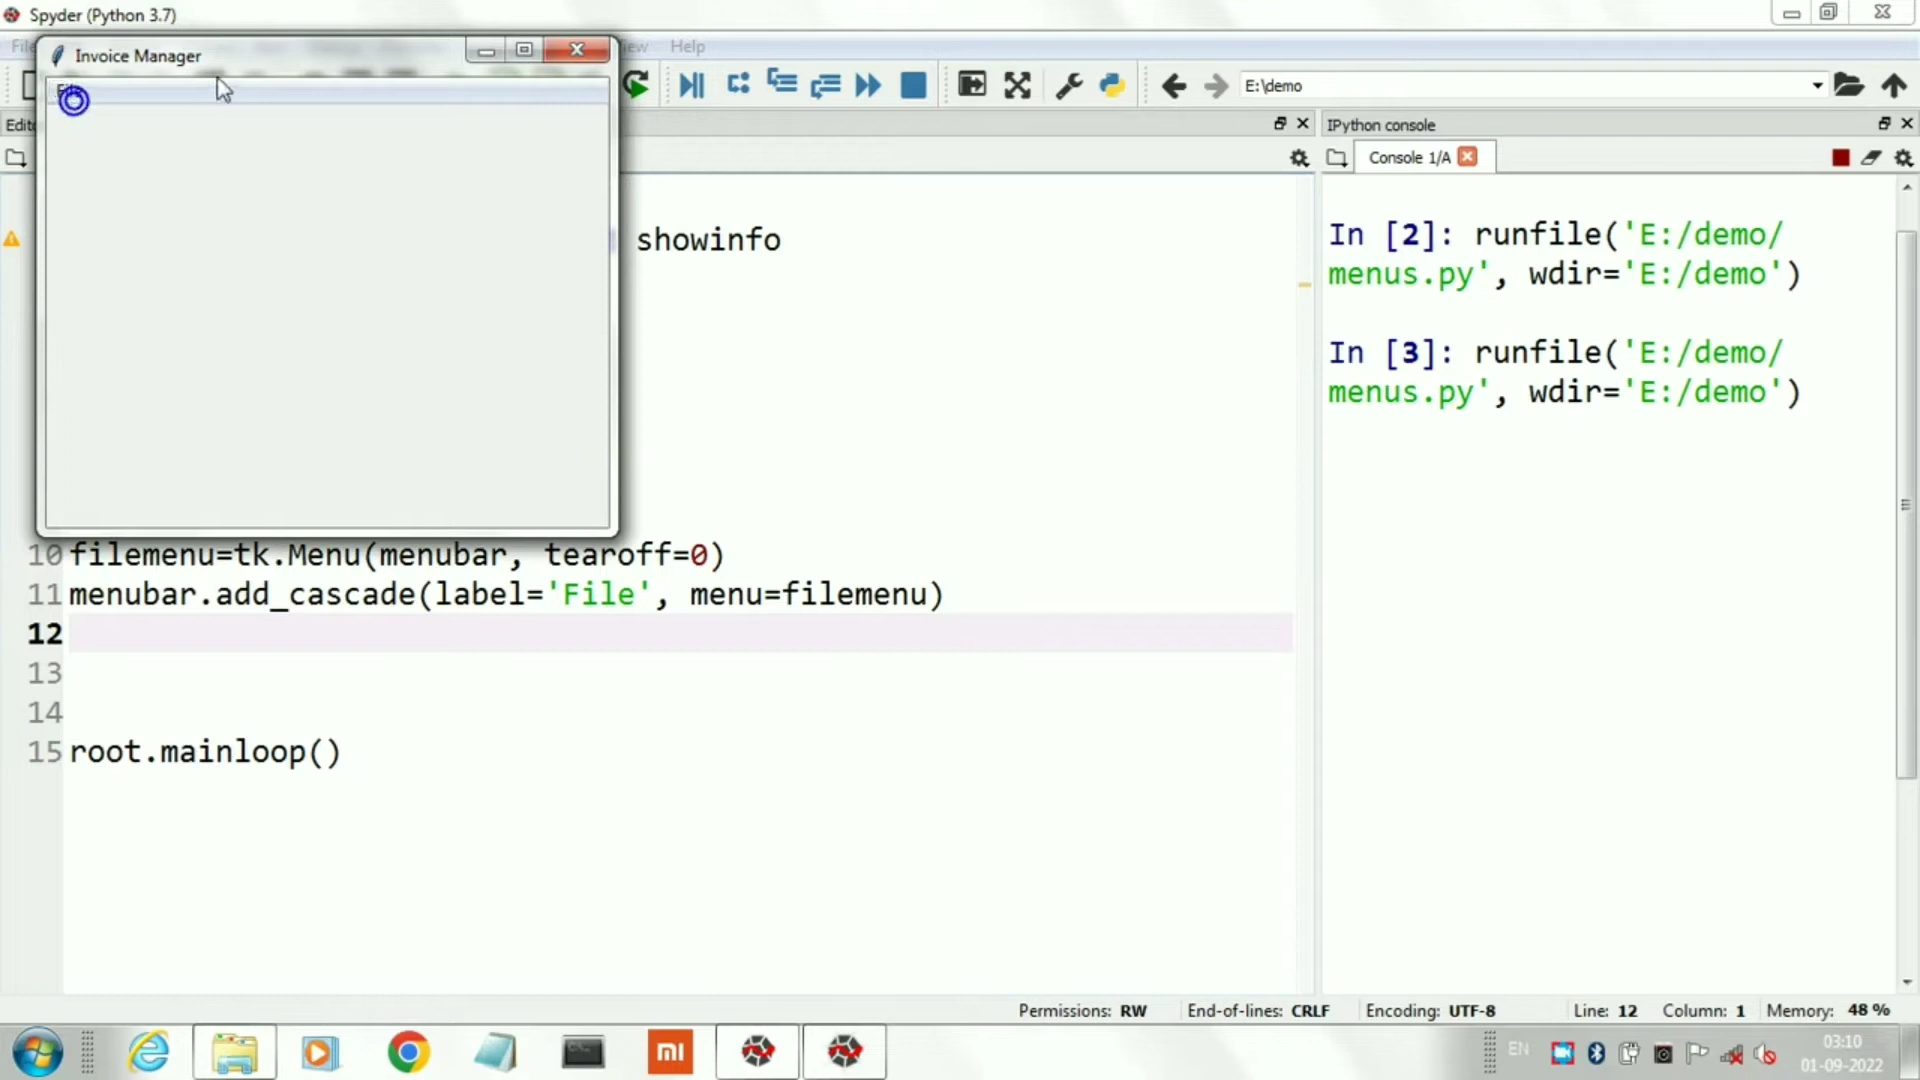 Spyder (Python 3.7)
Help
Invoice Manager
E:\demo
IPython console
Console 1/A
showinfo
10 filemenu=tk.Menu(menubar, tearoff=0)
11 menubar.add_cascade(label='File', menu=filemenu)
12
13
14
15 root.mainloop()
In [2]: runfile('E:/demo/
menus.py', wdir='E:/demo')
In [3]: runfile('E:/demo/
menus.py', wdir='E:/demo')
Permissions: RW End-of-lines: CRLF Encoding: UTF-8 Line: 12 Column: 1 Memory: 48 %
mi
EN
03:10
01-09-2022